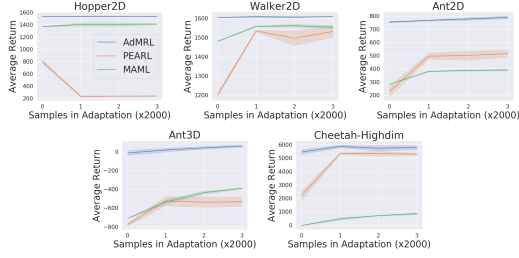 Hopper2D
Average Return
1600
1400
1200
1000
800
600
400
200
0 1 2 3
Samples in Adaptation (x2000)
AdMRL
PEARL
MAML
Walker2D
Average Return
1600
1500
1400
1300
1200
0 1 2 3
Samples in Adaptation (x2000)
Ant2D
Average Return
800
700
600
500
400
300
200
0 1 2 3
Samples in Adaptation (x2000)
Ant3D
Average Return
0
−200
−400
−600
−800
0 1 2 3
Samples in Adaptation (x2000)
Cheetah-Highdim
Average Return
6000
5000
4000
3000
2000
1000
0
0 1 2 3
Samples in Adaptation (x2000)